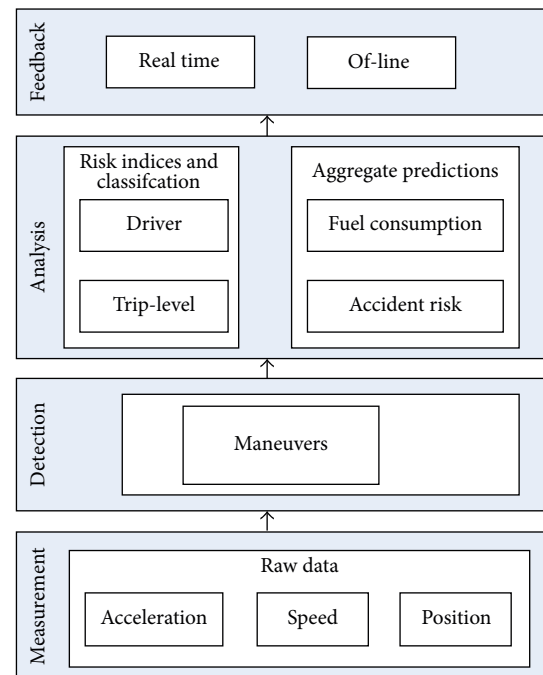 Feedback
Real time
Of-line
Analysis
Risk indices and
classifcation
Driver
Trip-level
Aggregate predictions
Fuel consumption
Accident risk
Detection
Maneuvers
Measurement
Raw data
Acceleration
Speed
Position